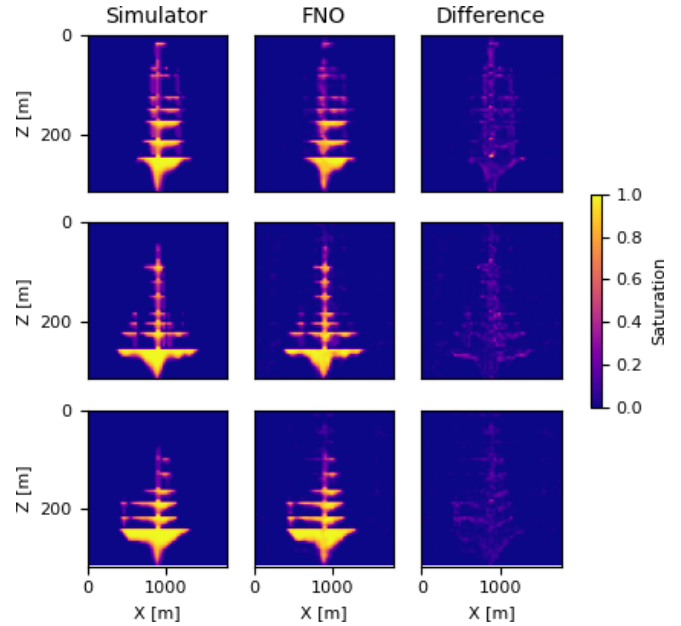 Simulator FNO Difference
0
200
Z [m]
0
200
Z [m]
0
200
Z [m]
0 1000 0 1000 0 1000
X [m] X [m] X [m]
1.0
0.8
0.6
0.4
0.2
0.0
Saturation